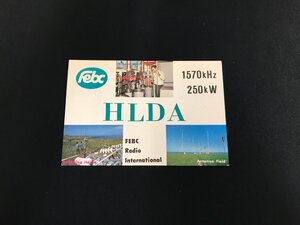 febc
1570kHz
250kW
HLDA
FEBC
Radio
International
Antenna Field